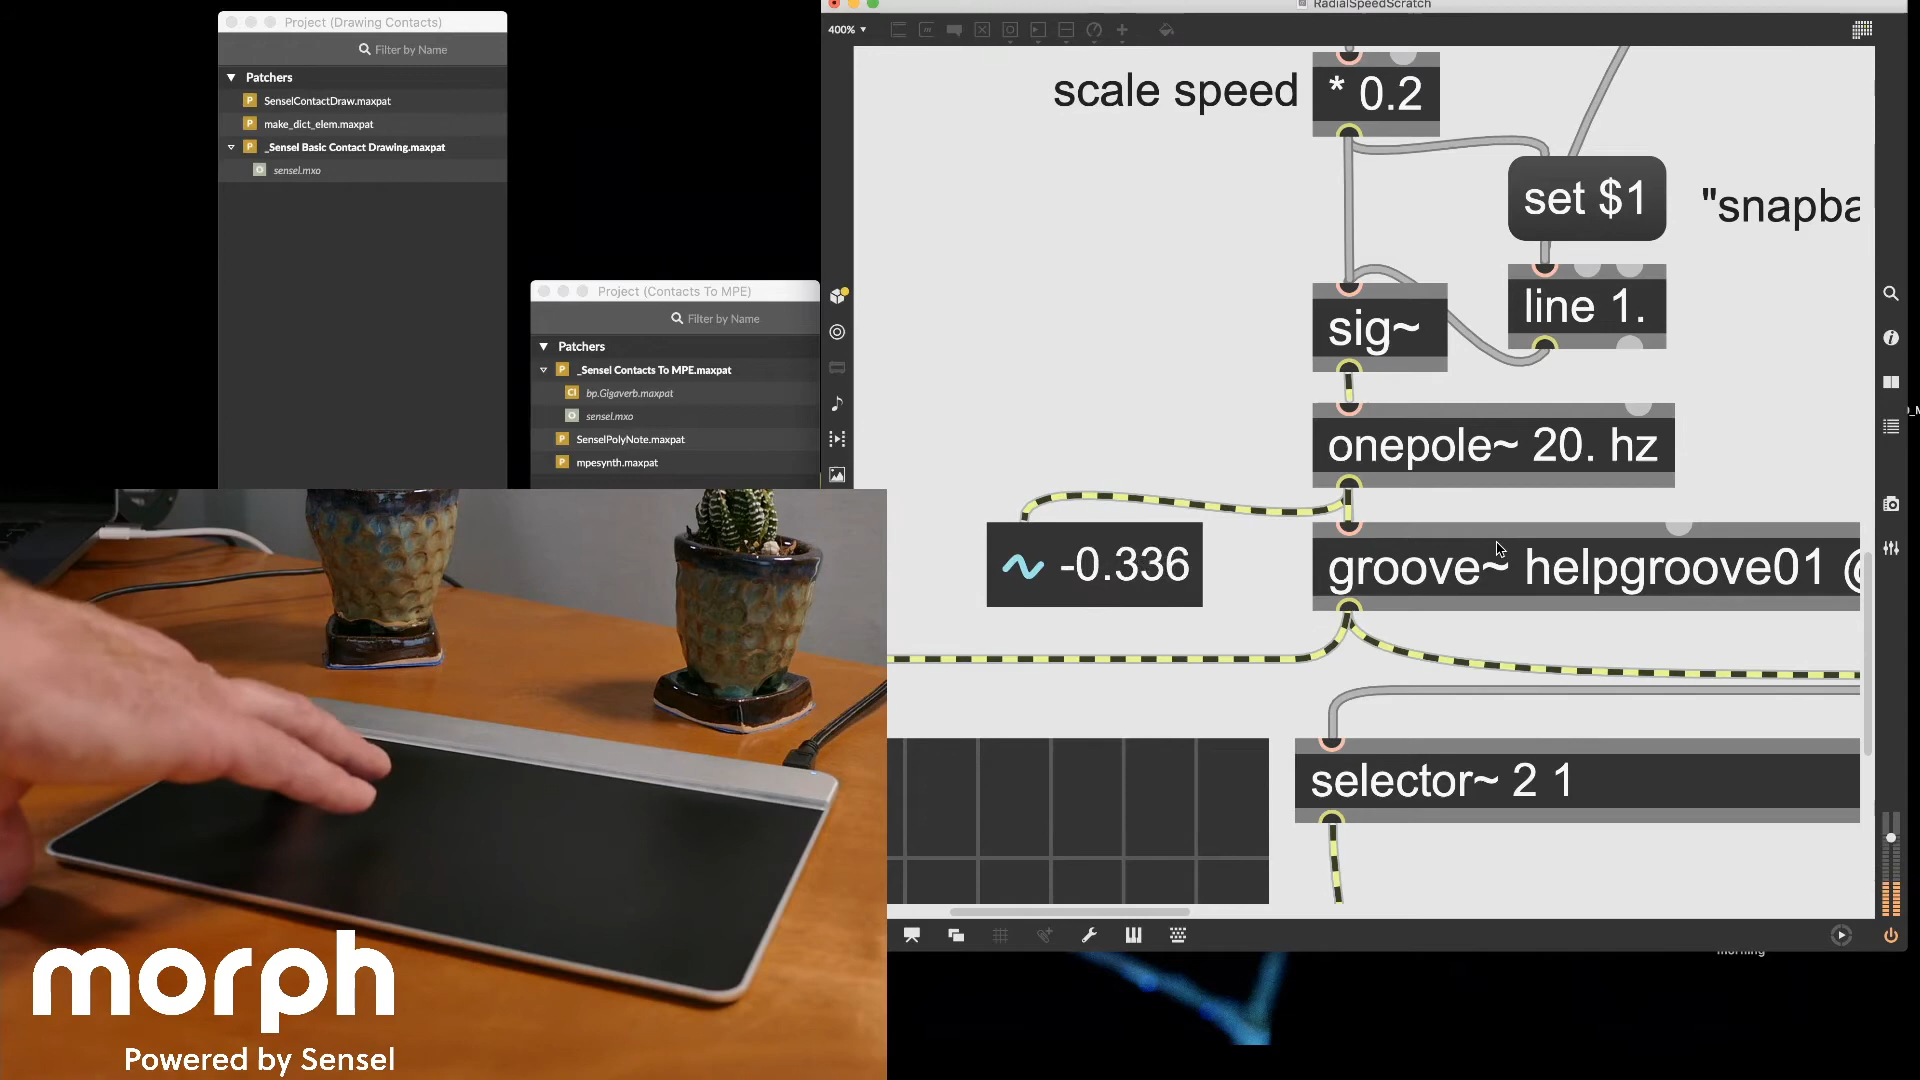 Project (Drawing Contacts)
Filter by Name
Patchers
SenselContactDraw.maxpat
make_dict_elem.maxpat
_Sensel Basic Contact Drawing.maxpat
sensel.mxo
Project (Contacts To MPE)
Filter by Name
Patchers
_Sensel Contacts To MPE.maxpat
bp.Gigaverb.maxpat
sensel.mxo
SenselPolyNote.maxpat
mpesynth.maxpat
RadialSpeedScratch
400%
scale speed
* 0.2
set $1
"snapba
line 1.
sig~
onepole~ 20. hz
-0.336
groove~ helpgroove01 @
selector~ 2 1
morph
Powered by Sensel